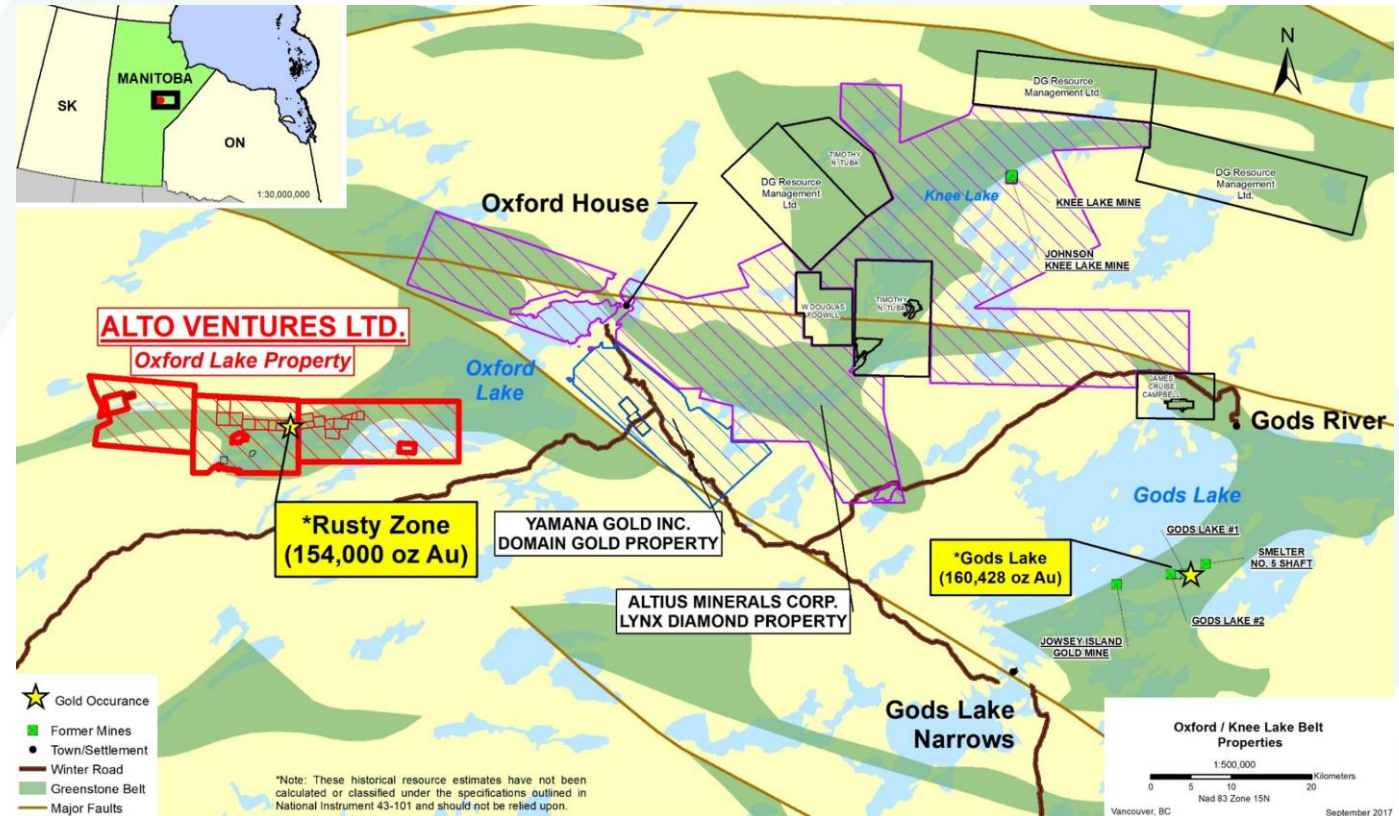 MANITOBA
SK
ON
1:30,000,000
N
DG Resource
Management Ltd.
TIMOTHY
N. TUBA
DG Resource
Management
Ltd.
DG Resource
Management
Ltd.
Knee Lake
KNEE LAKE MINE
JOHNSON
KNEE LAKE MINE
Oxford House
W DOUGLAS
FOGWILL
TIMOTHY
N. TUBA
ALTO VENTURES LTD.
Oxford Lake Property
Oxford
Lake
JAMES
CRUISE
CAMPBELL
Gods River
*Rusty Zone
(154,000 oz Au)
YAMANA GOLD INC.
DOMAIN GOLD PROPERTY
Gods Lake
GODS LAKE #1
*Gods Lake
(160,428 oz Au)
SMELTER
NO. 5 SHAFT
ALTIUS MINERALS CORP.
LYNX DIAMOND PROPERTY
GODS LAKE #2
JOWSEY ISLAND
GOLD MINE
Gods Lake
Narrows
Gold Occurance
Former Mines
Town/Settlement
Winter Road
Greenstone Belt
Major Faults
*Note: These historical resource estimates have not been
calculated or classified under the specifications outlined in
National Instrument 43-101 and should not be relied upon.
Oxford / Knee Lake Belt
Properties
1:500,000
Kilometers
0 5 10 20
Nad 83 Zone 15N
Vancouver, BC
September 2017